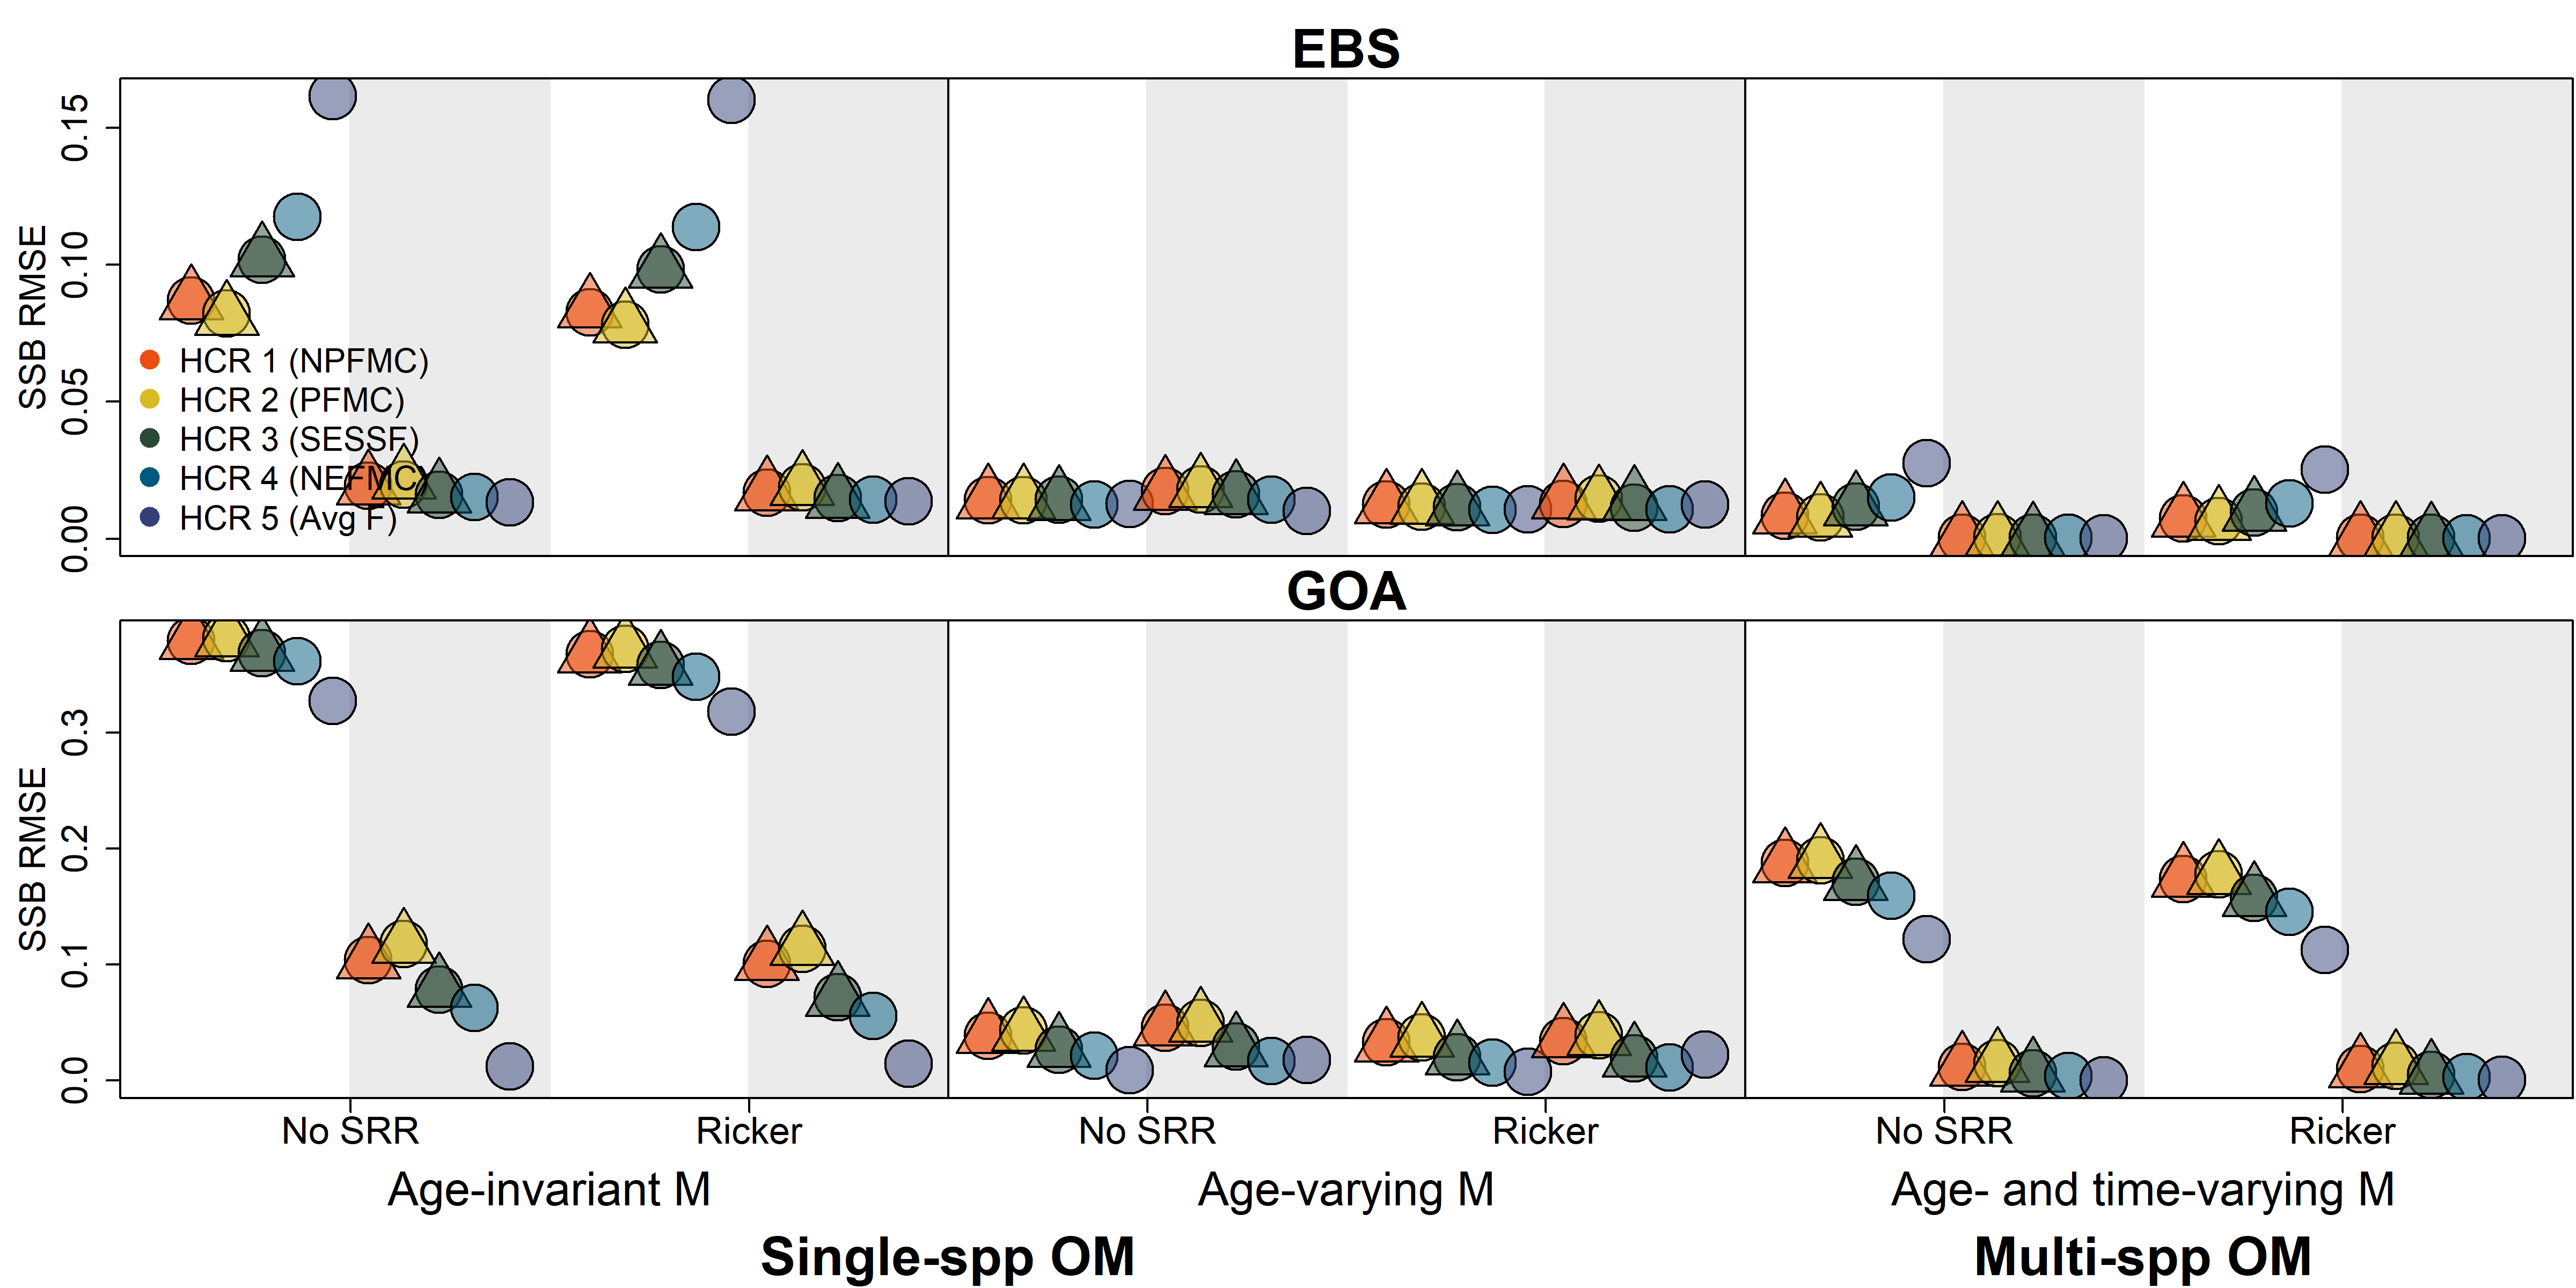 EBS
SSB RMSE
0.15
0.10
0.05
0.00
HCR 1 (NPFMC)
HCR 2 (PFMC)
HCR 3 (SESSF)
HCR 4 (NEFMC)
HCR 5 (Avg F)
GOA
SSB RMSE
0.3
0.2
0.1
0.0
No SRR Ricker No SRR Ricker No SRR Ricker
Age-invariant M Age-varying M Age- and time-varying M
Single-spp OM Multi-spp OM